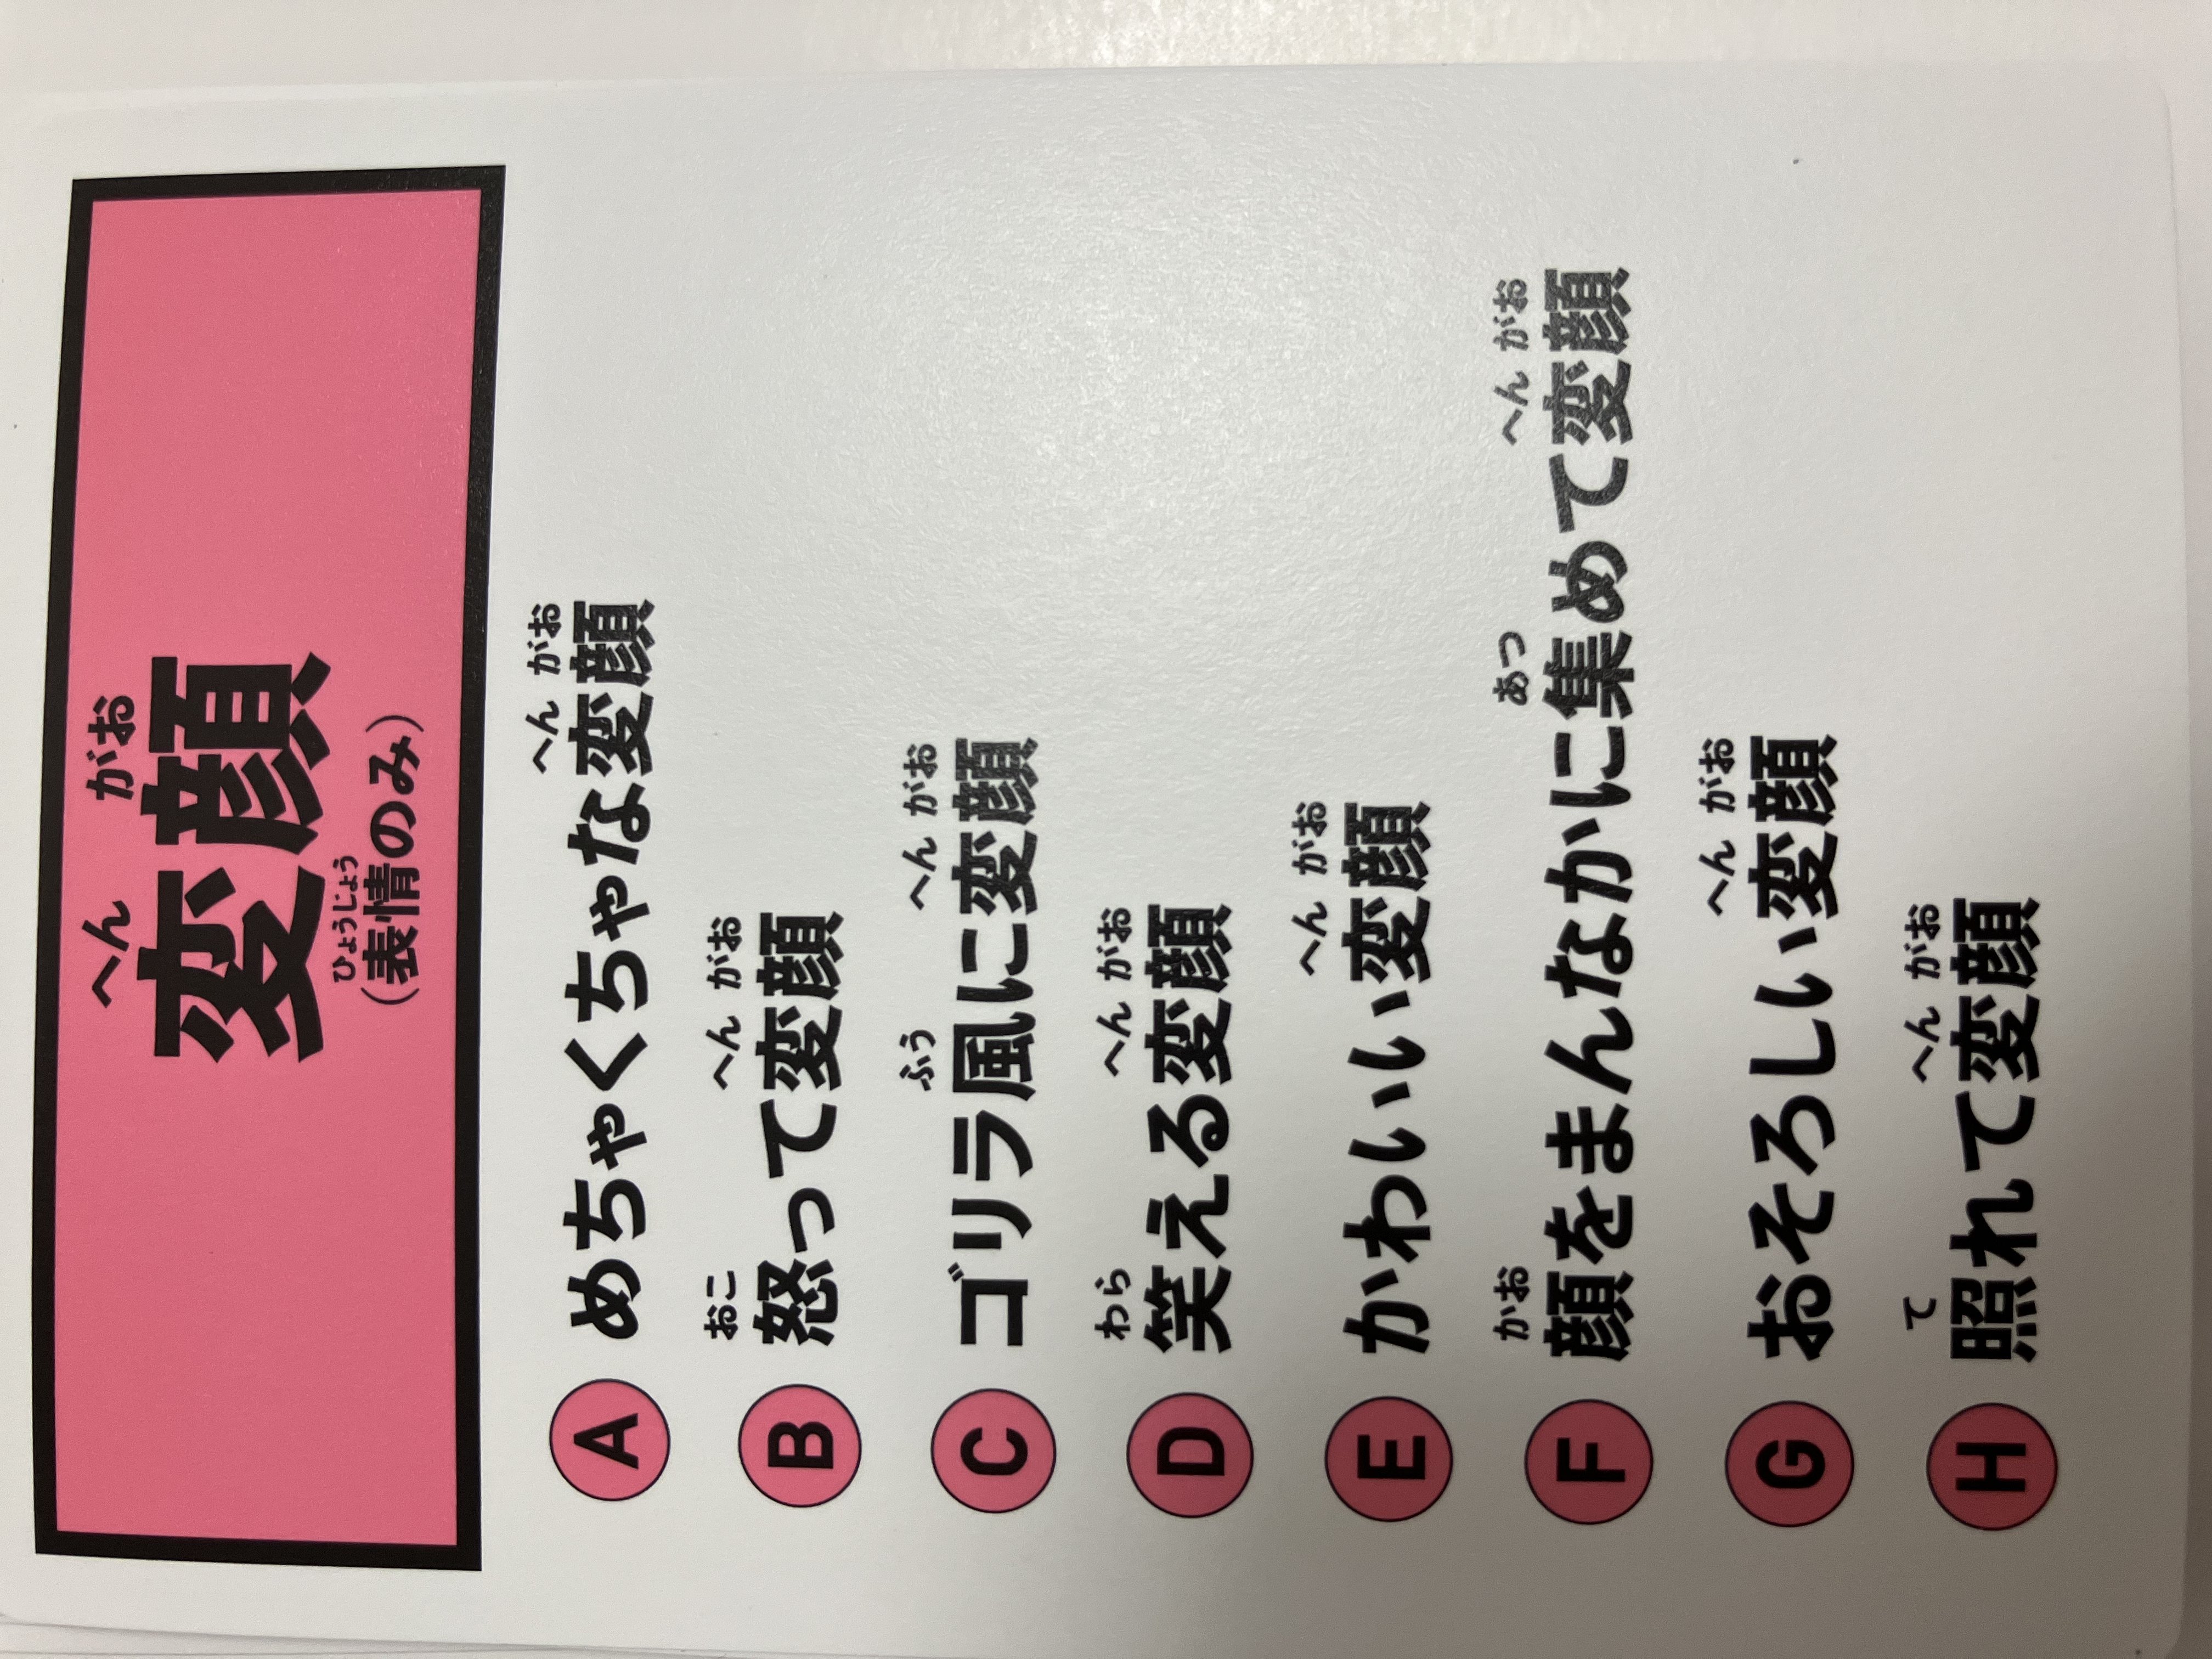 へん がお
変顔
ひょうじょう
(表情のみ)
へん がお
A めちゃくちゃな変顔
おこ へん がお
B 怒って変顔
ふう へん がお
C ゴリラ風に変顔
わら へん がお
D 笑える変顔
へん がお
E かわいい変顔
かお あつ へん がお
F 顔をまんなかに集めて変顔
へん がお
G おそろしい変顔
て へん がお
H 照れて変顔